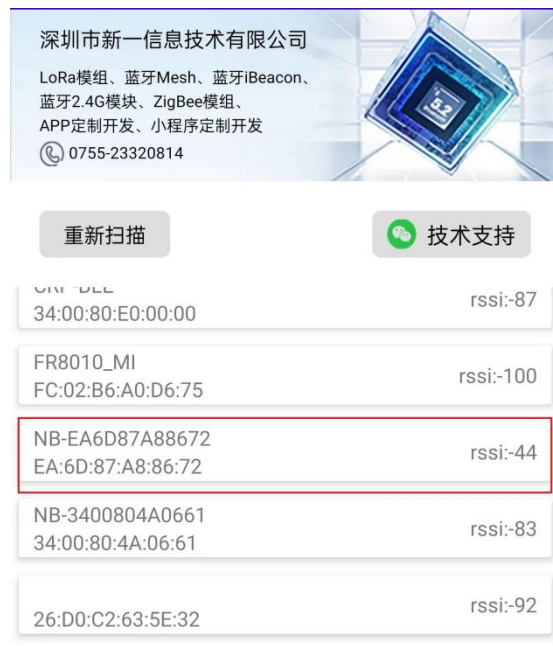 深圳市新一信息技术有限公司
LoRa模组、蓝牙Mesh、蓝牙iBeacon、
蓝牙2.4G模块、ZigBee模组、
APP定制开发、小程序定制开发
0755-23320814
5.2
重新扫描
技术支持
34:00:80:E0:00:00
rssi:-87
FR8010_MI
FC:02:B6:A0:D6:75
rssi:-100
NB-EA6D87A88672
EA:6D:87:A8:86:72
rssi:-44
NB-3400804A0661
34:00:80:4A:06:61
rssi:-83
26:D0:C2:63:5E:32
rssi:-92